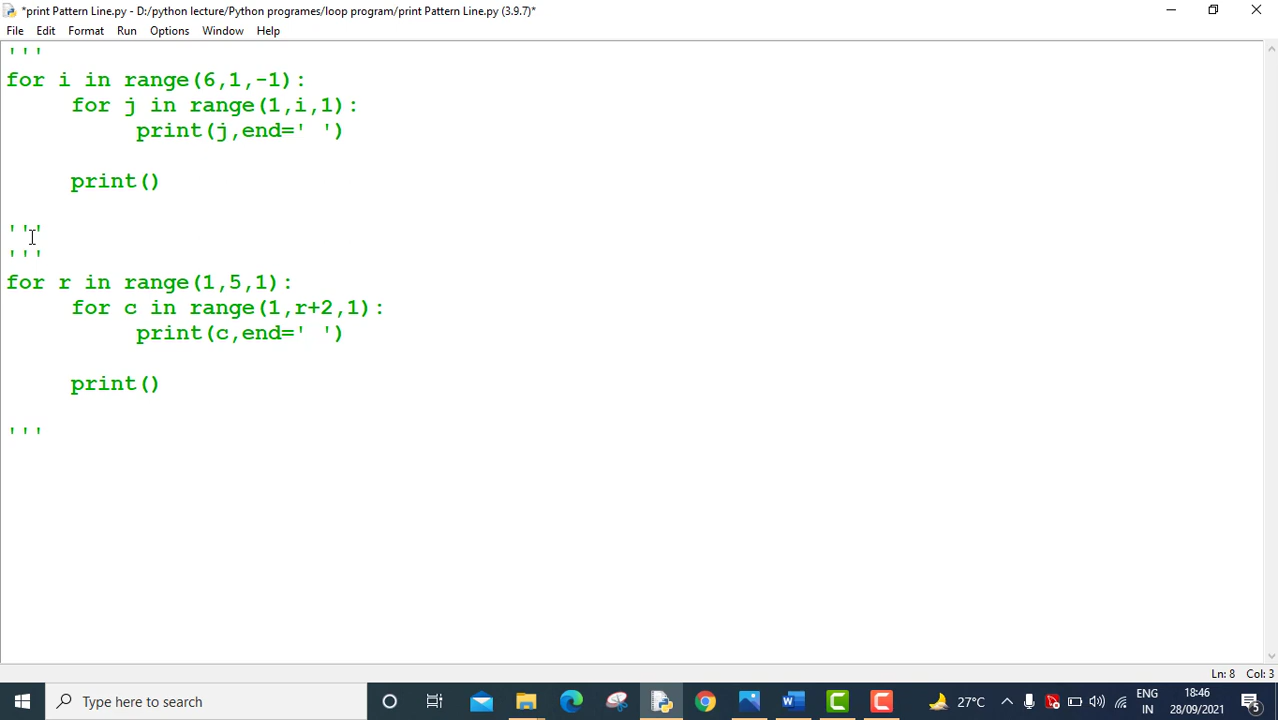 *print Pattern Line.py - D:/python lecture/Python programes/loop program/print Pattern Line.py (3.9.7)*
File Edit Format Run Options Window Help
'''
for i in range(6,1,-1):
     for j in range(1,i,1):
          print(j,end=' ')
     print()
'''
'''
for r in range(1,5,1):
     for c in range(1,r+2,1):
          print(c,end=' ')
     print()
'''
Ln: 8 Col: 3
Type here to search
27°C
ENG
IN
18:46
28/09/2021
5